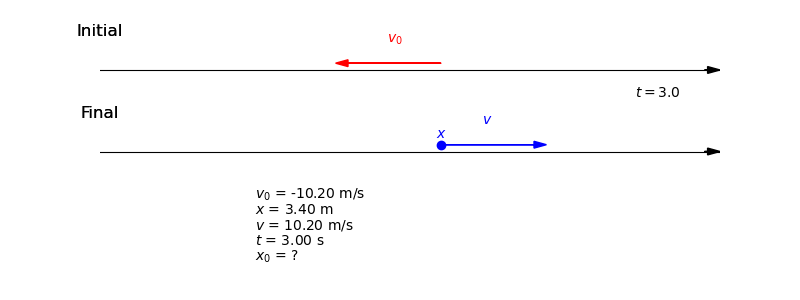 Initial
v₀
t = 3.0
Final
v
x
v₀ = -10.20 m/s
x = 3.40 m
v = 10.20 m/s
t = 3.00 s
x₀ = ?